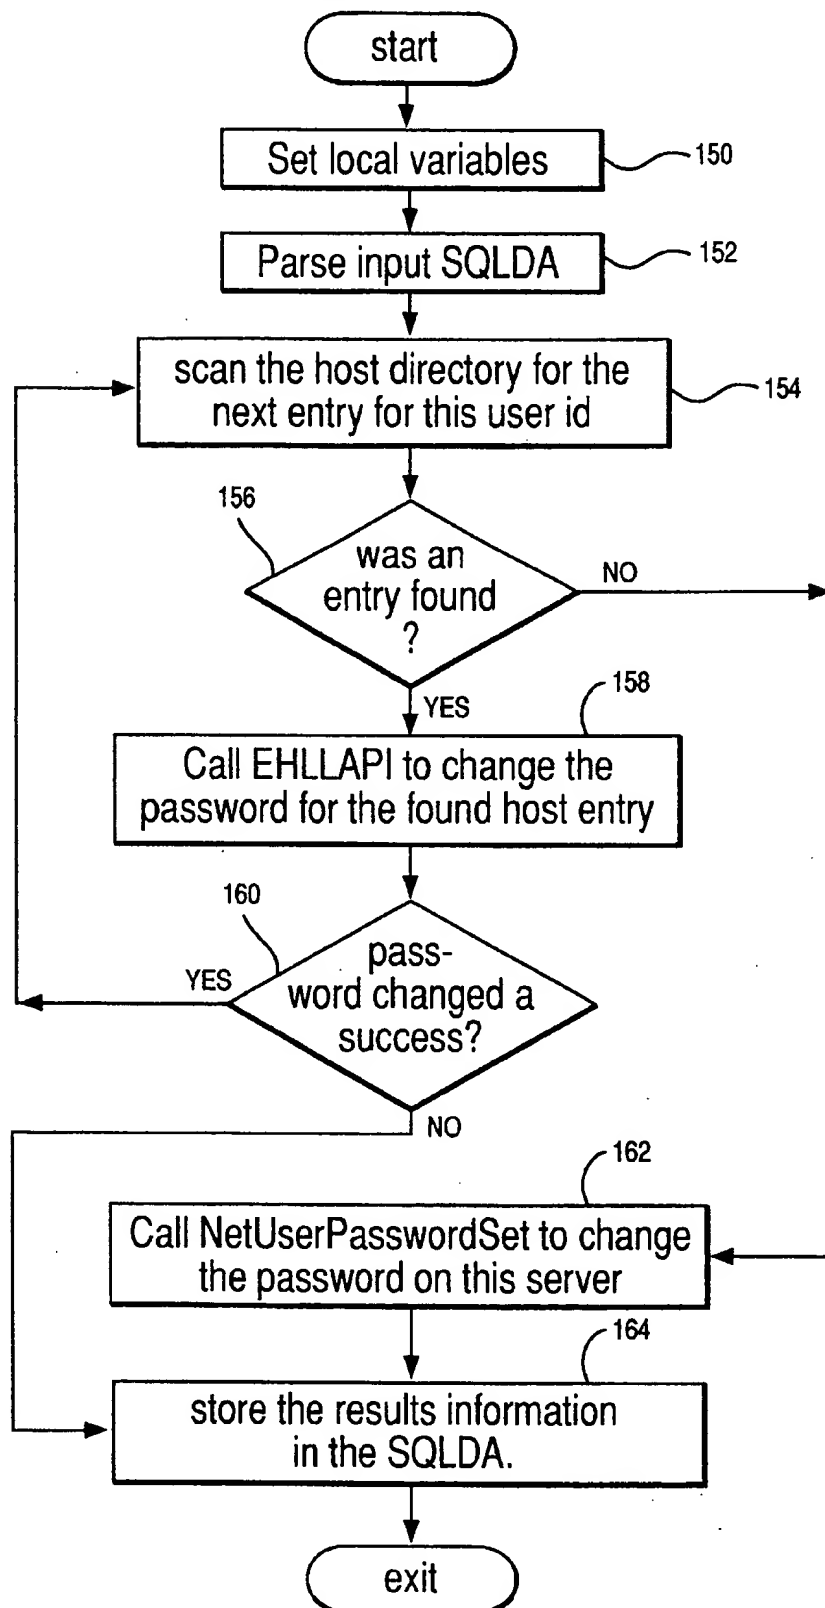 start
Set local variables
150
Parse input SQLDA
152
scan the host directory for the
next entry for this user id
154
156
was an
entry found
?
NO
YES
158
Call EHLLAPI to change the
password for the found host entry
160
pass-
word changed a
success?
YES
NO
162
Call NetUserPasswordSet to change
the password on this server
164
store the results information
in the SQLDA.
exit